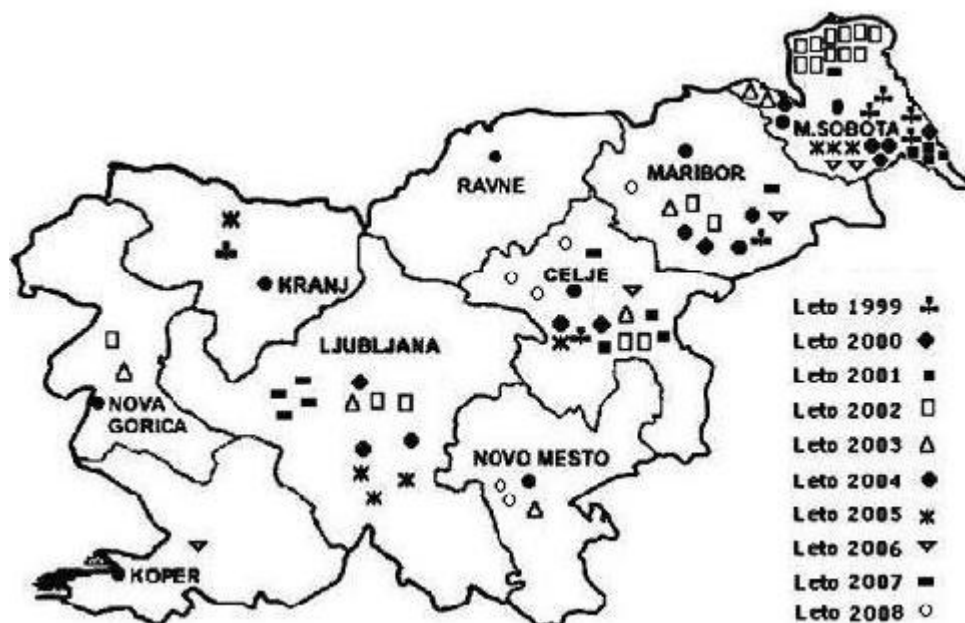 M.SOBOTA
MARIBOR
RAVNE
CELJE
KRANJ
LJUBLJANA
NOVA
GORICA
NOVO MESTO
KOPER
Leto 1999
Leto 2000
Leto 2001
Leto 2002
Leto 2003
Leto 2004
Leto 2005
Leto 2006
Leto 2007
Leto 2008